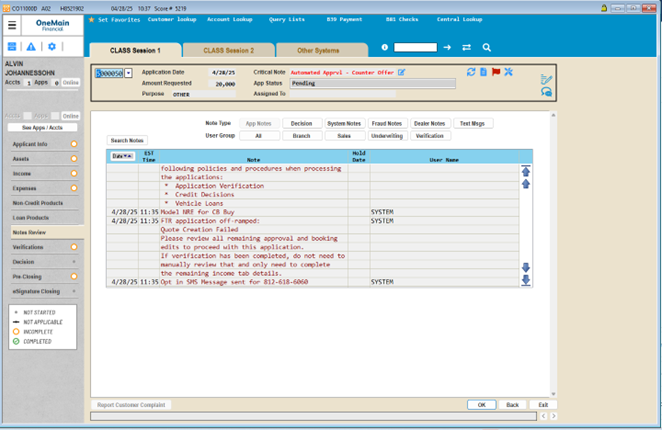 CO11000D A02 H0521902 04/28/25 10:37 Score # 5219
OneMain
Financial
Set Favorites Customer lookup Account Lookup Query Lists B39 Payment BBS Checks Central Lookup
CLASS Session 1 CLASS Session 2 Other Systems
ALVIN
JOHANNESSOHN
Accts 1 Apps 0 Online
Accts Apps Online
See Apps / Accts
Applicant Info
Assets
Income
Expenses
Non-Credit Products
Loan Products
Notes Review
Verifications
Decision
Pre Closing
eSignature Closing
NOT STARTED
NOT APPLICABLE
INCOMPLETE
COMPLETED
Application Date 4/28/25 Critical Note Automated Apprvl - Counter Offer
Amount Requested 20,000 App Status Pending
Purpose OTHER Assigned To
Note Type App Notes Decision System Notes Fraud Notes Dealer Notes Text Msgs
User Group All Branch Sales Underwriting Verification
Search Notes
Date EST Time Note Hold Date User Name
following policies and procedures when processing
the applications:
* Application Verification
* Credit Decisions
* Vehicle Loans
4/28/25 11:35 Model NRE for CB Buy SYSTEM
4/28/25 11:35 FTR application off-ramped: SYSTEM
Quote Creation Failed
Please review all remaining approval and booking
edits to proceed with this application.
If verification has been completed, do not need to
manually review that and only need to complete
the remaining income tab details.
4/28/25 11:35 Opt in SMS Message sent for 812-618-6060 SYSTEM
Report Customer Complaint OK Back Exit